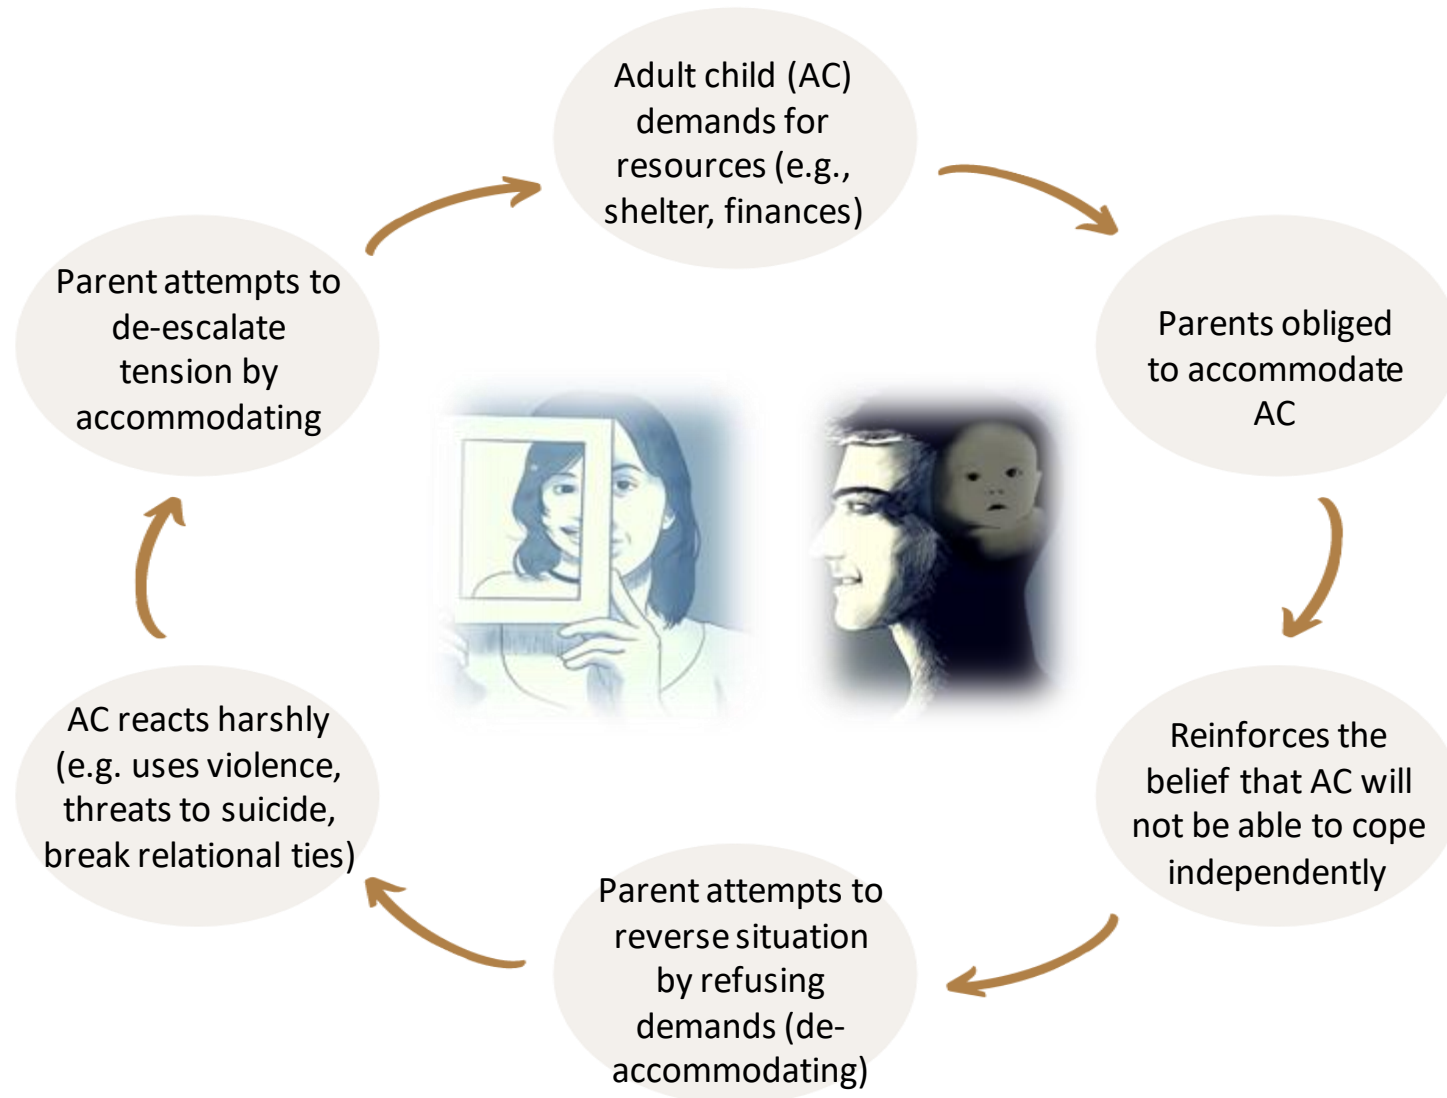 Adult child (AC)
demands for
resources (e.g.,
shelter, finances)
Parents obliged
to accommodate
AC
Reinforces the
belief that AC will
not be able to cope
independently
Parent attempts to
reverse situation
by refusing
demands (de-
accommodating)
AC reacts harshly
(e.g. uses violence,
threats to suicide,
break relational ties)
Parent attempts to
de-escalate
tension by
accommodating